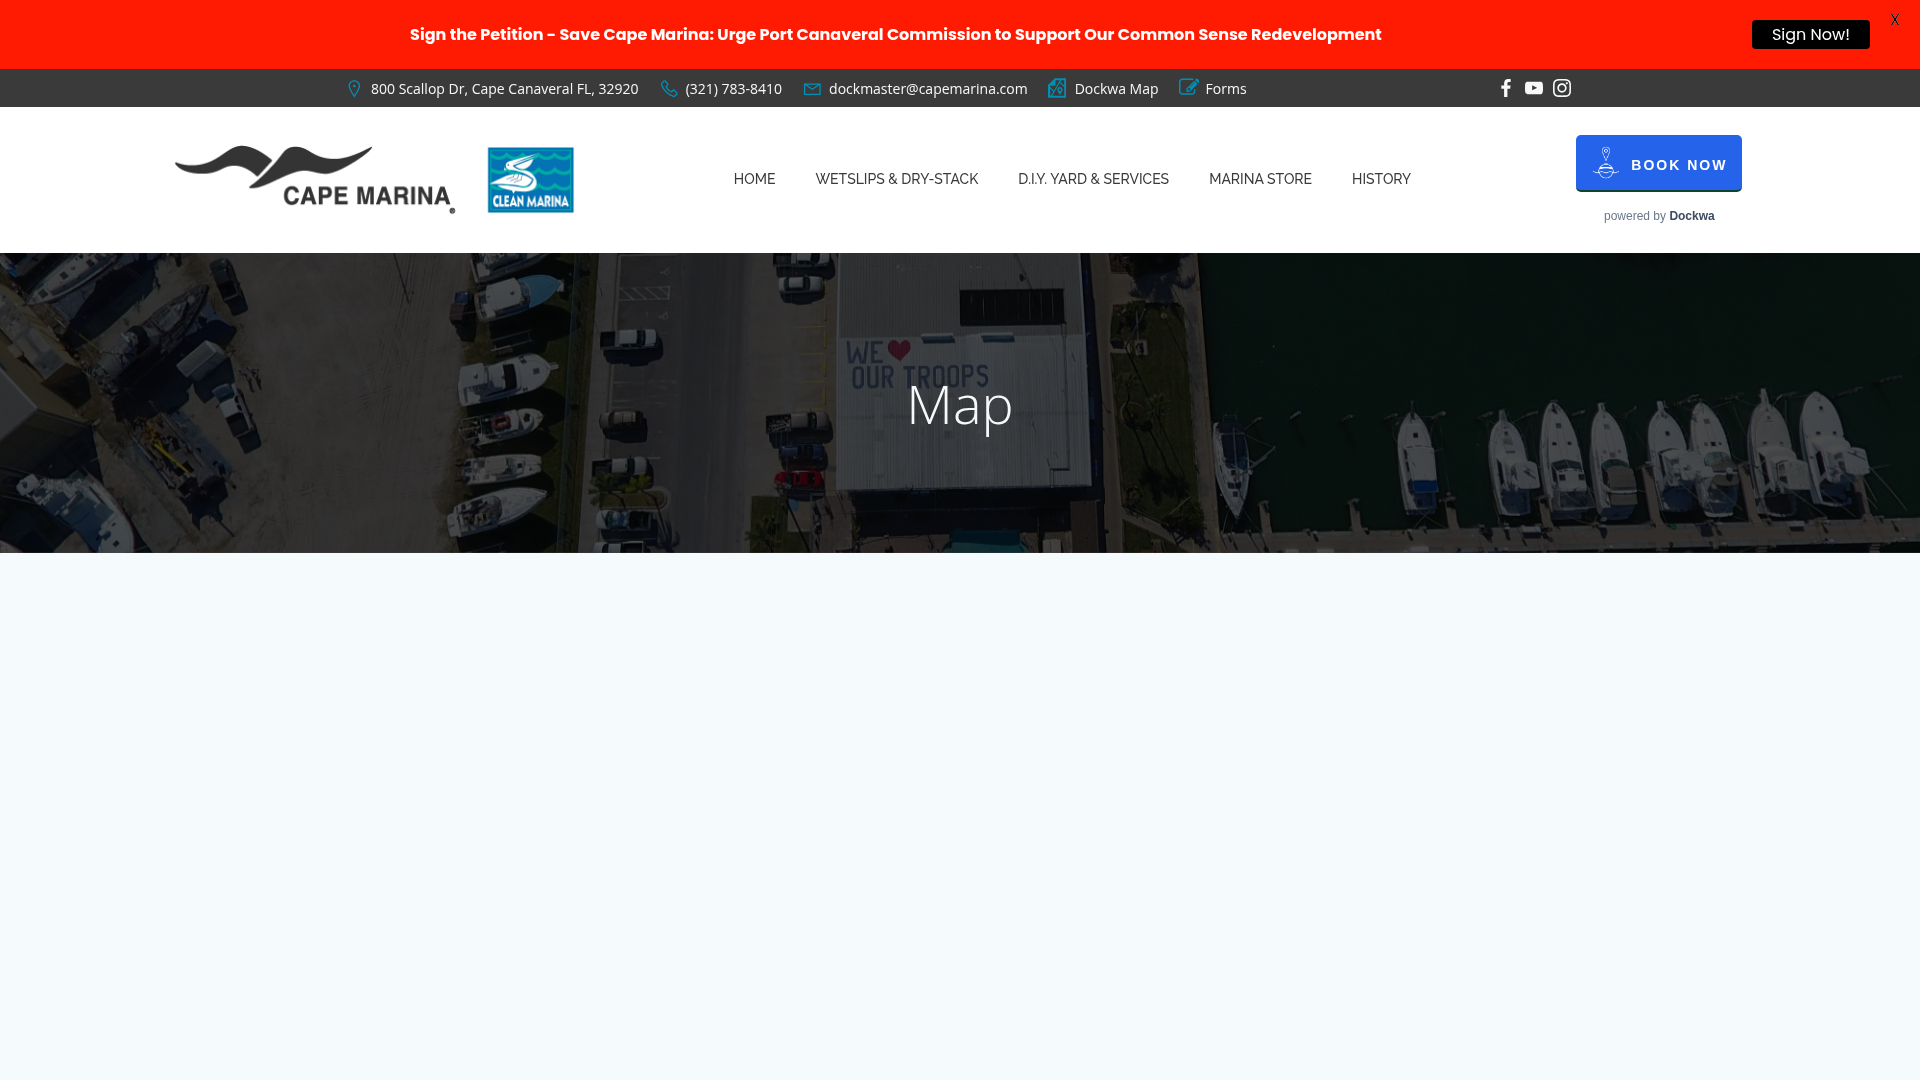 Sign the Petition - Save Cape Marina: Urge Port Canaveral Commission to Support Our Common Sense Redevelopment
Sign Now!
X
800 Scallop Dr, Cape Canaveral FL, 32920
(321) 783-8410
dockmaster@capemarina.com
Dockwa Map
Forms
CAPE MARINA®
CLEAN MARINA
HOME
WETSLIPS & DRY-STACK
D.I.Y. YARD & SERVICES
MARINA STORE
HISTORY
BOOK NOW
powered by Dockwa
WE ❤
OUR TROOPS
Map